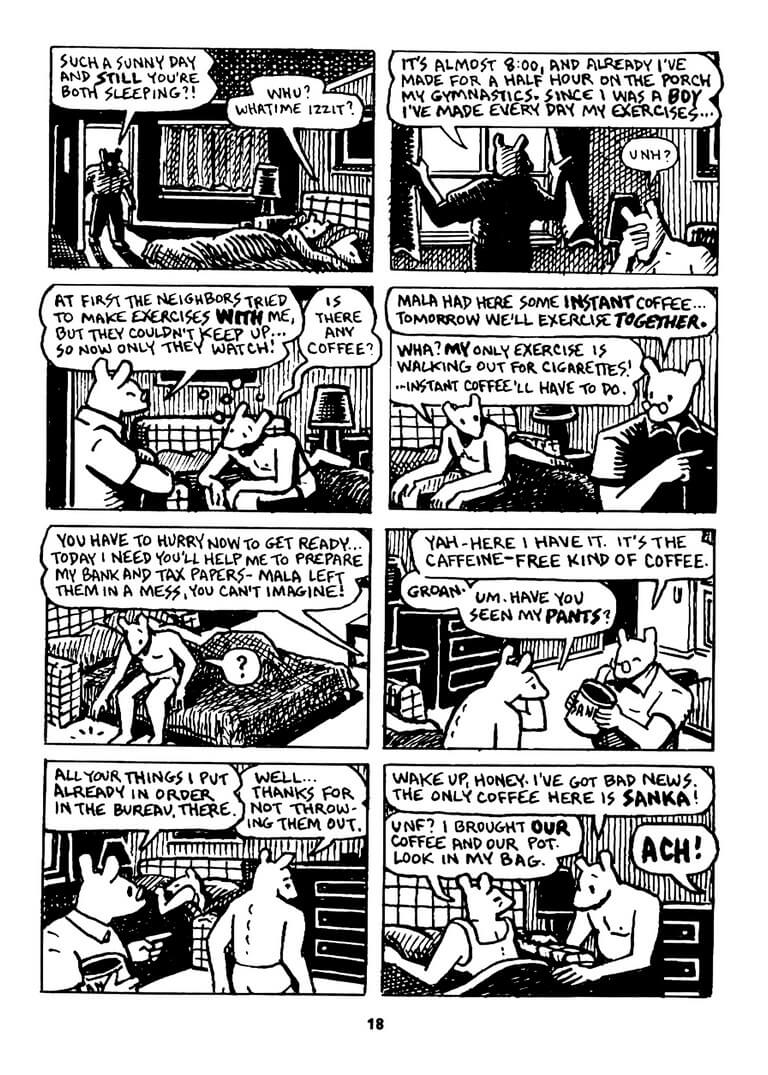 SUCH A SUNNY DAY
AND STILL YOU'RE
BOTH SLEEPING?!
WHU?
WHATIME IZZIT?
IT'S ALMOST 8:00, AND ALREADY I'VE
MADE FOR A HALF HOUR ON THE PORCH
MY GYMNASTICS. SINCE I WAS A BOY
I'VE MADE EVERY DAY MY EXERCISES...
UNH?
AT FIRST THE NEIGHBORS TRIED
TO MAKE EXERCISES WITH ME,
BUT THEY COULDN'T KEEP UP...
SO NOW ONLY THEY WATCH!
IS
THERE
ANY
COFFEE?
MALA HAD HERE SOME INSTANT COFFEE...
TOMORROW WE'LL EXERCISE TOGETHER.
WHA? MY ONLY EXERCISE IS
WALKING OUT FOR CIGARETTES!
...INSTANT COFFEE'LL HAVE TO DO.
YOU HAVE TO HURRY NOW TO GET READY...
TODAY I NEED YOU'LL HELP ME TO PREPARE
MY BANK AND TAX PAPERS - MALA LEFT
THEM IN A MESS, YOU CAN'T IMAGINE!
?
YAH - HERE I HAVE IT. IT'S THE
CAFFEINE-FREE KIND OF COFFEE.
GROAN.
UM. HAVE YOU
SEEN MY PANTS?
SAN
ALL YOUR THINGS I PUT
ALREADY IN ORDER
IN THE BUREAU, THERE.
WELL...
THANKS FOR
NOT THROW-
ING THEM OUT.
WAKE UP, HONEY. I'VE GOT BAD NEWS.
THE ONLY COFFEE HERE IS SANKA!
UNF? I BROUGHT OUR
COFFEE AND OUR POT.
LOOK IN MY BAG.
ACH!
18